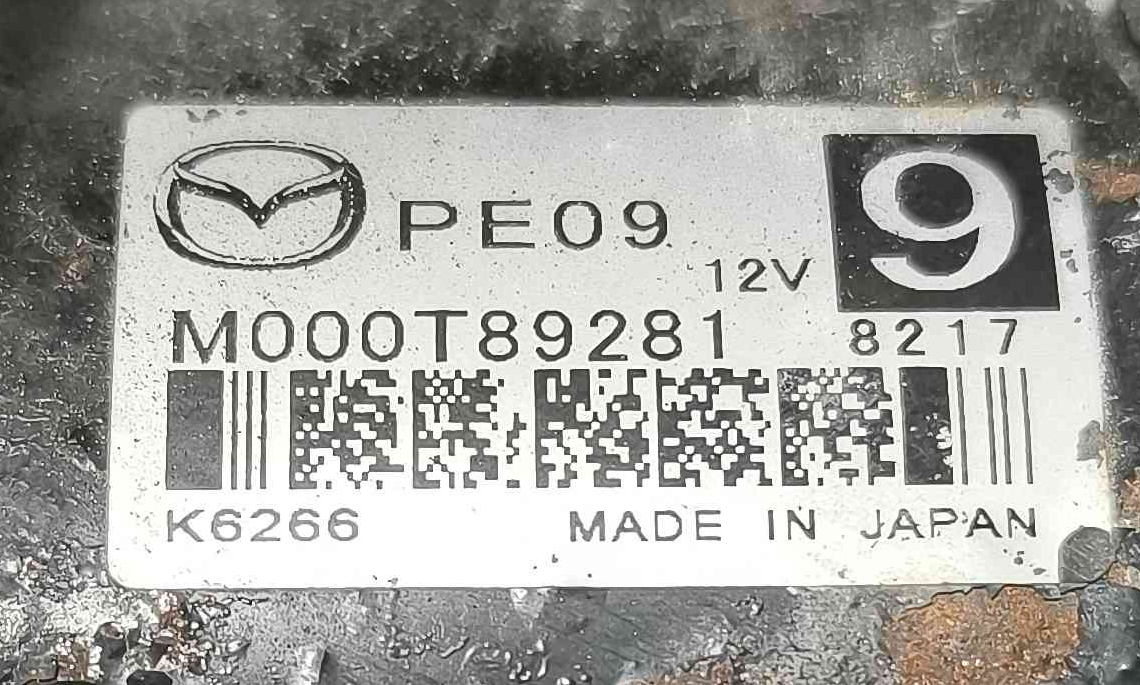 PE09
12V
9
M000T89281
8217
K6266
MADE IN JAPAN